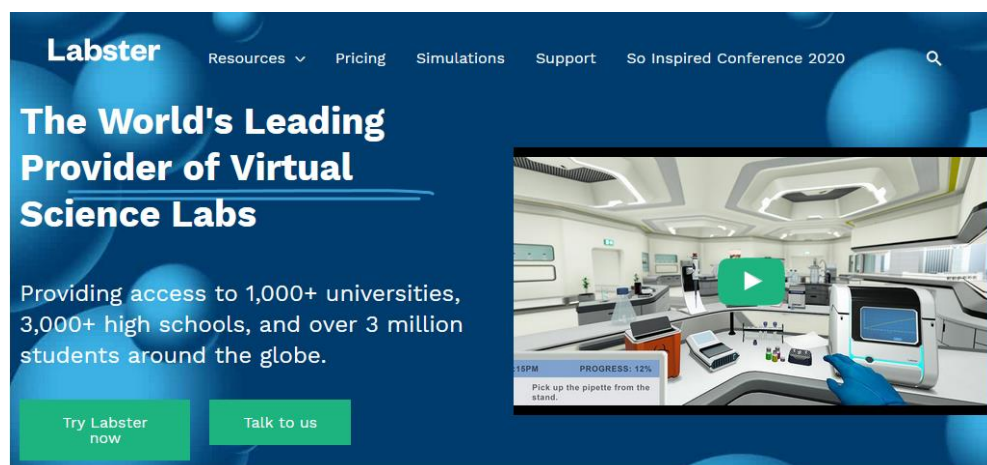 Labster
Resources
Pricing
Simulations
Support
So Inspired Conference 2020
The World's Leading
Provider of Virtual
Science Labs
Providing access to 1,000+ universities,
3,000+ high schools, and over 3 million
students around the globe.
Try Labster
now
Talk to us
:15PM PROGRESS: 12%
Pick up the pipette from the
stand.